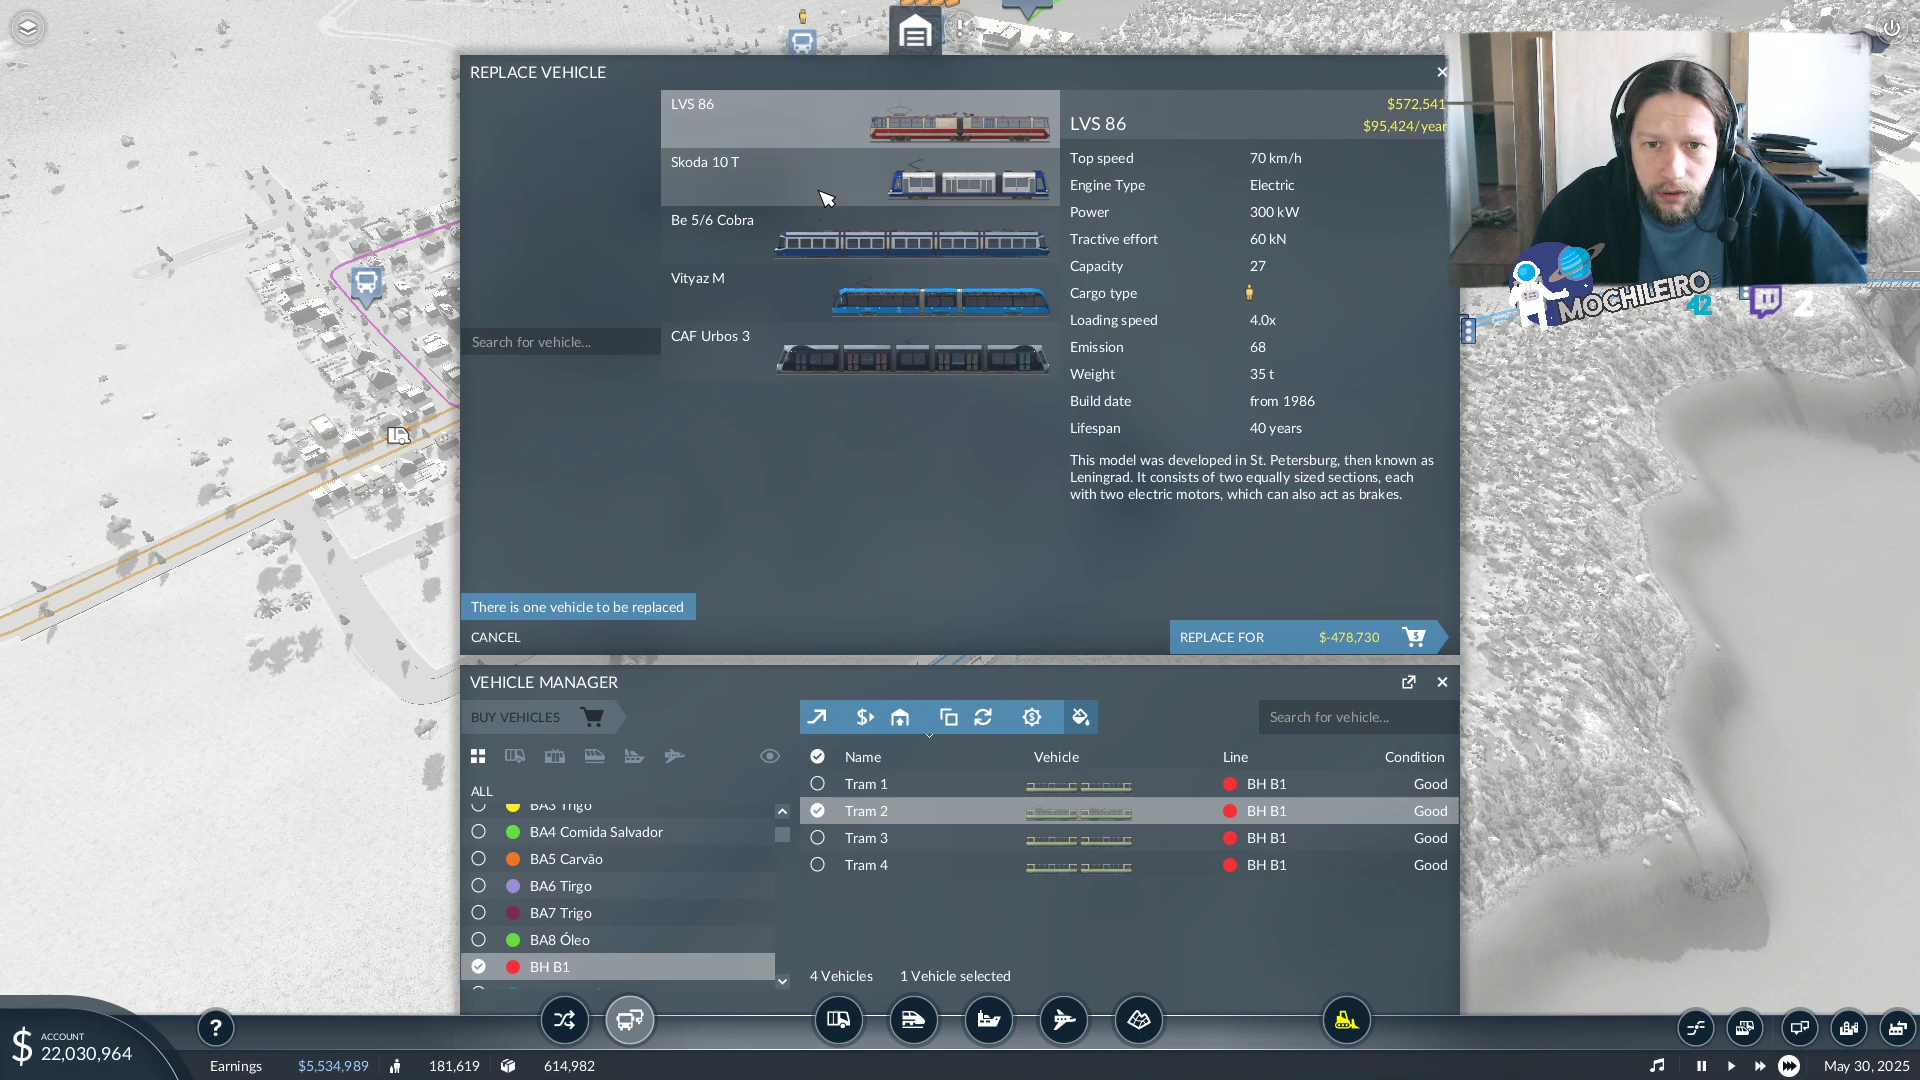 REPLACE VEHICLE
LVS 86
Skoda 10 T
Be 5/6 Cobra
Vityaz M
CAF Urbos 3
Search for vehicle...
LVS 86
$572,541
$95,424/year
Top speed 70 km/h
Engine Type Electric
Power 300 kW
Tractive effort 60 kN
Capacity 27
Cargo type
Loading speed 4.0x
Emission 68
Weight 35 t
Build date from 1986
Lifespan 40 years
This model was developed in St. Petersburg, then known as
Leningrad. It consists of two equally sized sections, each
with two electric motors, which can also act as brakes.
MOCHILEIRO
42
2
There is one vehicle to be replaced
CANCEL
REPLACE FOR $-478,730
VEHICLE MANAGER
BUY VEHICLES
Search for vehicle...
ALL
BA3 Trigo
BA4 Comida Salvador
BA5 Carvão
BA6 Tirgo
BA7 Trigo
BA8 Óleo
BH B1
Name Vehicle Line Condition
Tram 1 BH B1 Good
Tram 2 BH B1 Good
Tram 3 BH B1 Good
Tram 4 BH B1 Good
4 Vehicles 1 Vehicle selected
?
$ ACCOUNT
22,030,964
Earnings $5,534,989 181,619 614,982
May 30, 2025